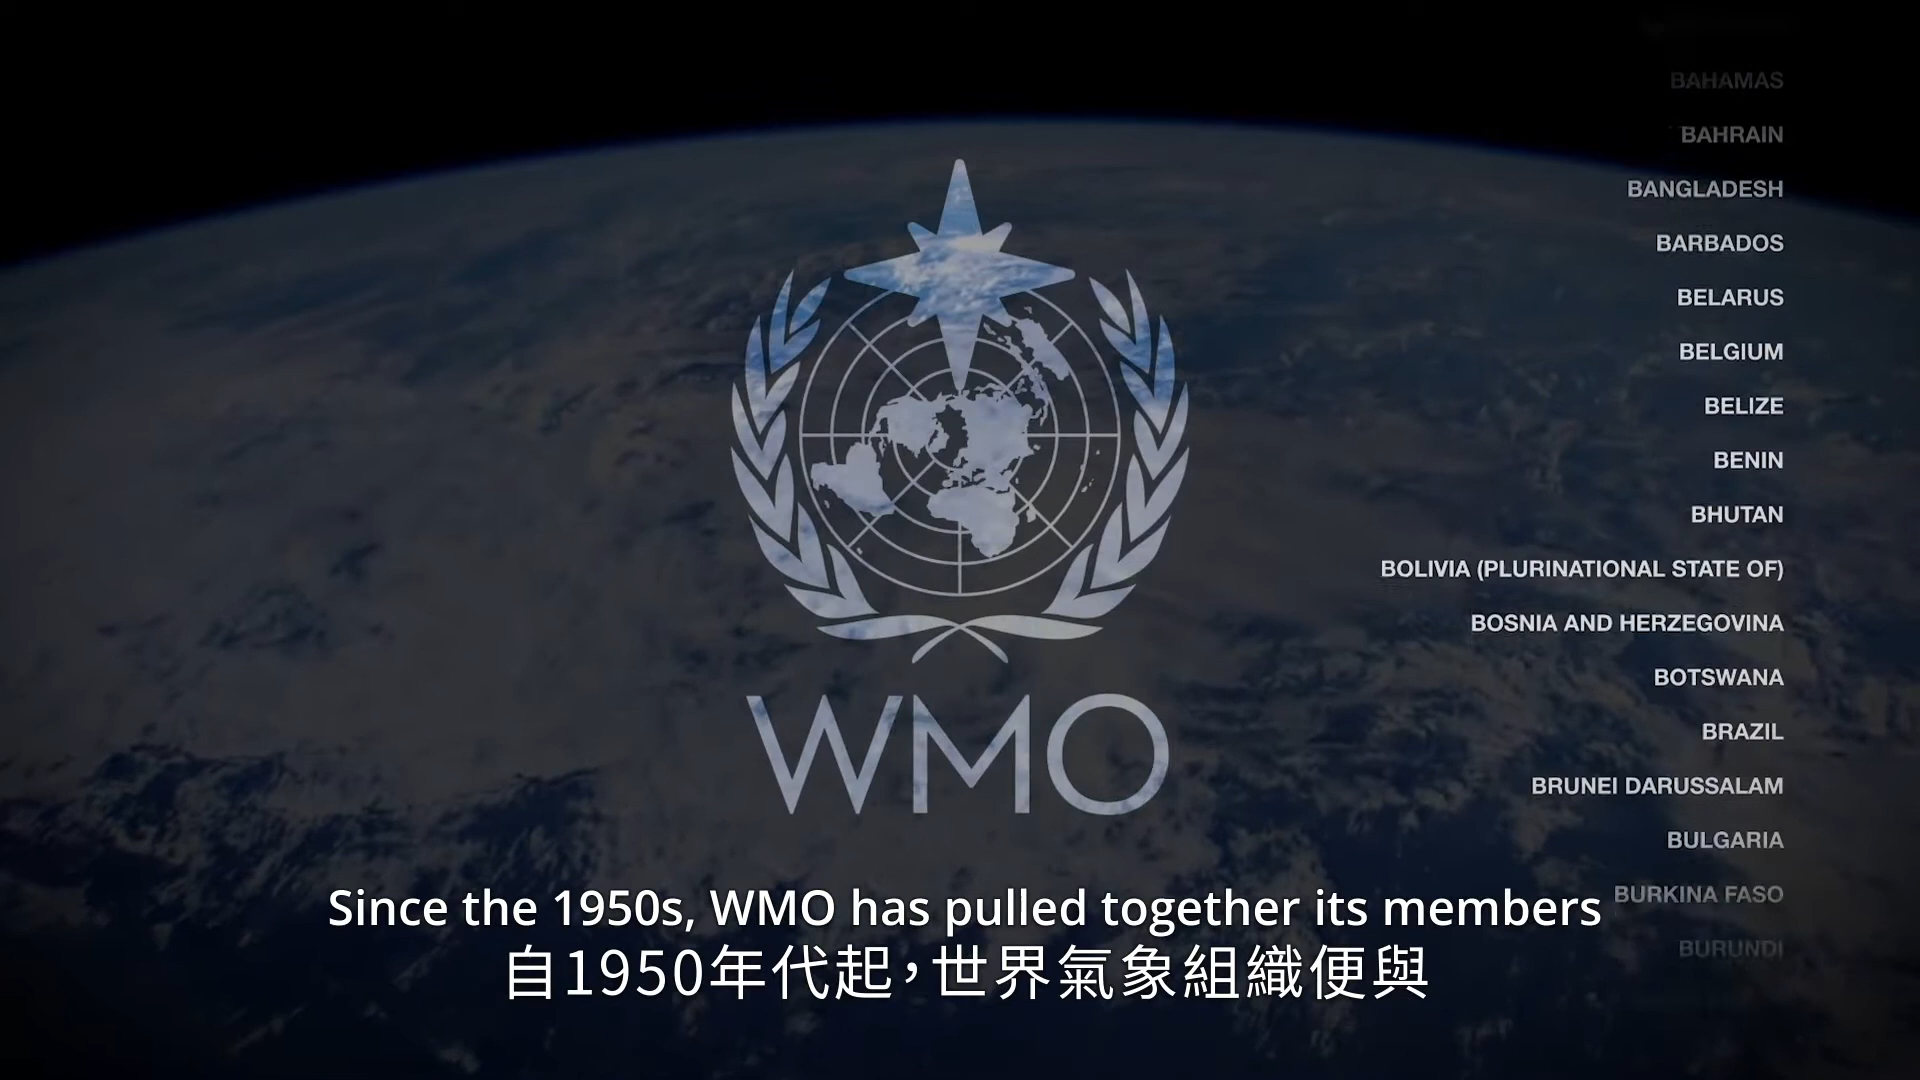 BAHAMAS
BAHRAIN
BANGLADESH
BARBADOS
BELARUS
BELGIUM
BELIZE
BENIN
BHUTAN
BOLIVIA (PLURINATIONAL STATE OF)
BOSNIA AND HERZEGOVINA
BOTSWANA
BRAZIL
BRUNEI DARUSSALAM
BULGARIA
BURKINA FASO
BURUNDI
WMO
Since the 1950s, WMO has pulled together its members
自1950年代起，世界氣象組織便與